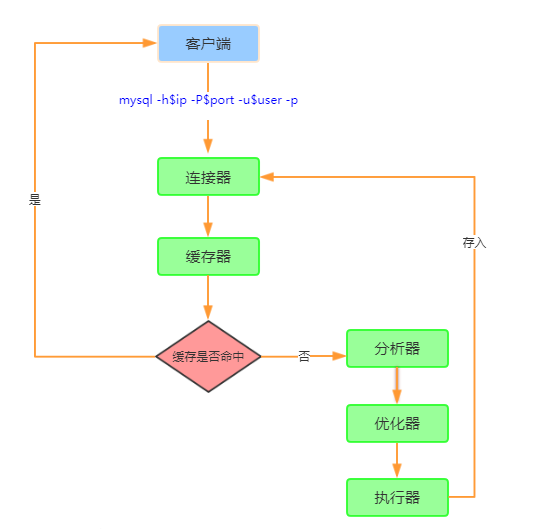 客户端
mysql -h$ip -P$port -u$user -p
连接器
是
存入
缓存器
缓存是否命中
否
分析器
优化器
执行器